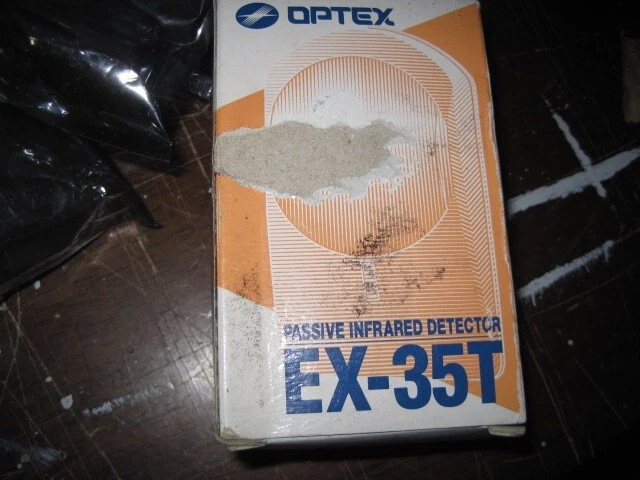 OPTEX
PASSIVE INFRARED DETECTOR
EX-35T